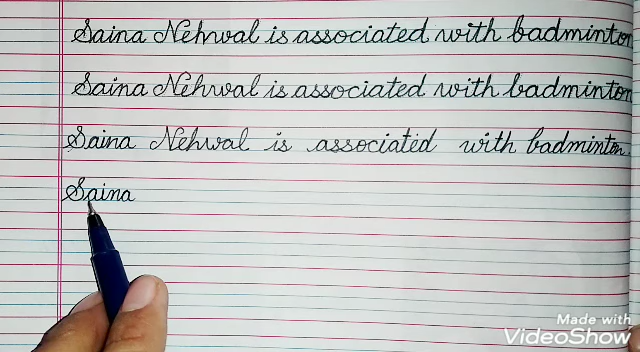 Saina Nehwal is associated with badminton
Saina Nehwal is associated with badminton
Saina Nehwal is associated with badminton
Saina
Made with
VideoShow